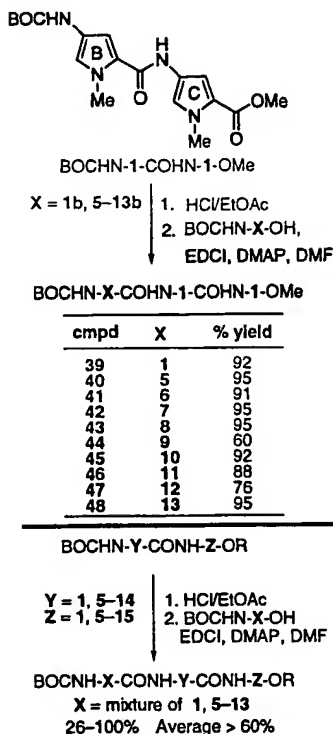 BOCHN
B
H
N
N
Me
O
C
N
Me
OMe
O
BOCHN-1-COHN-1-OMe
X = 1b, 5–13b
1. HCl/EtOAc
2. BOCHN-X-OH,
EDCI, DMAP, DMF
BOCHN-X-COHN-1-COHN-1-OMe
cmpd X % yield
39 1 92
40 5 95
41 6 91
42 7 95
43 8 95
44 9 60
45 10 92
46 11 88
47 12 76
48 13 95
BOCHN-Y-CONH-Z-OR
Y = 1, 5–14
Z = 1, 5–15
1. HCl/EtOAc
2. BOCHN-X-OH
EDCI, DMAP, DMF
BOCNH-X-CONH-Y-CONH-Z-OR
X = mixture of 1, 5–13
26–100% Average > 60%